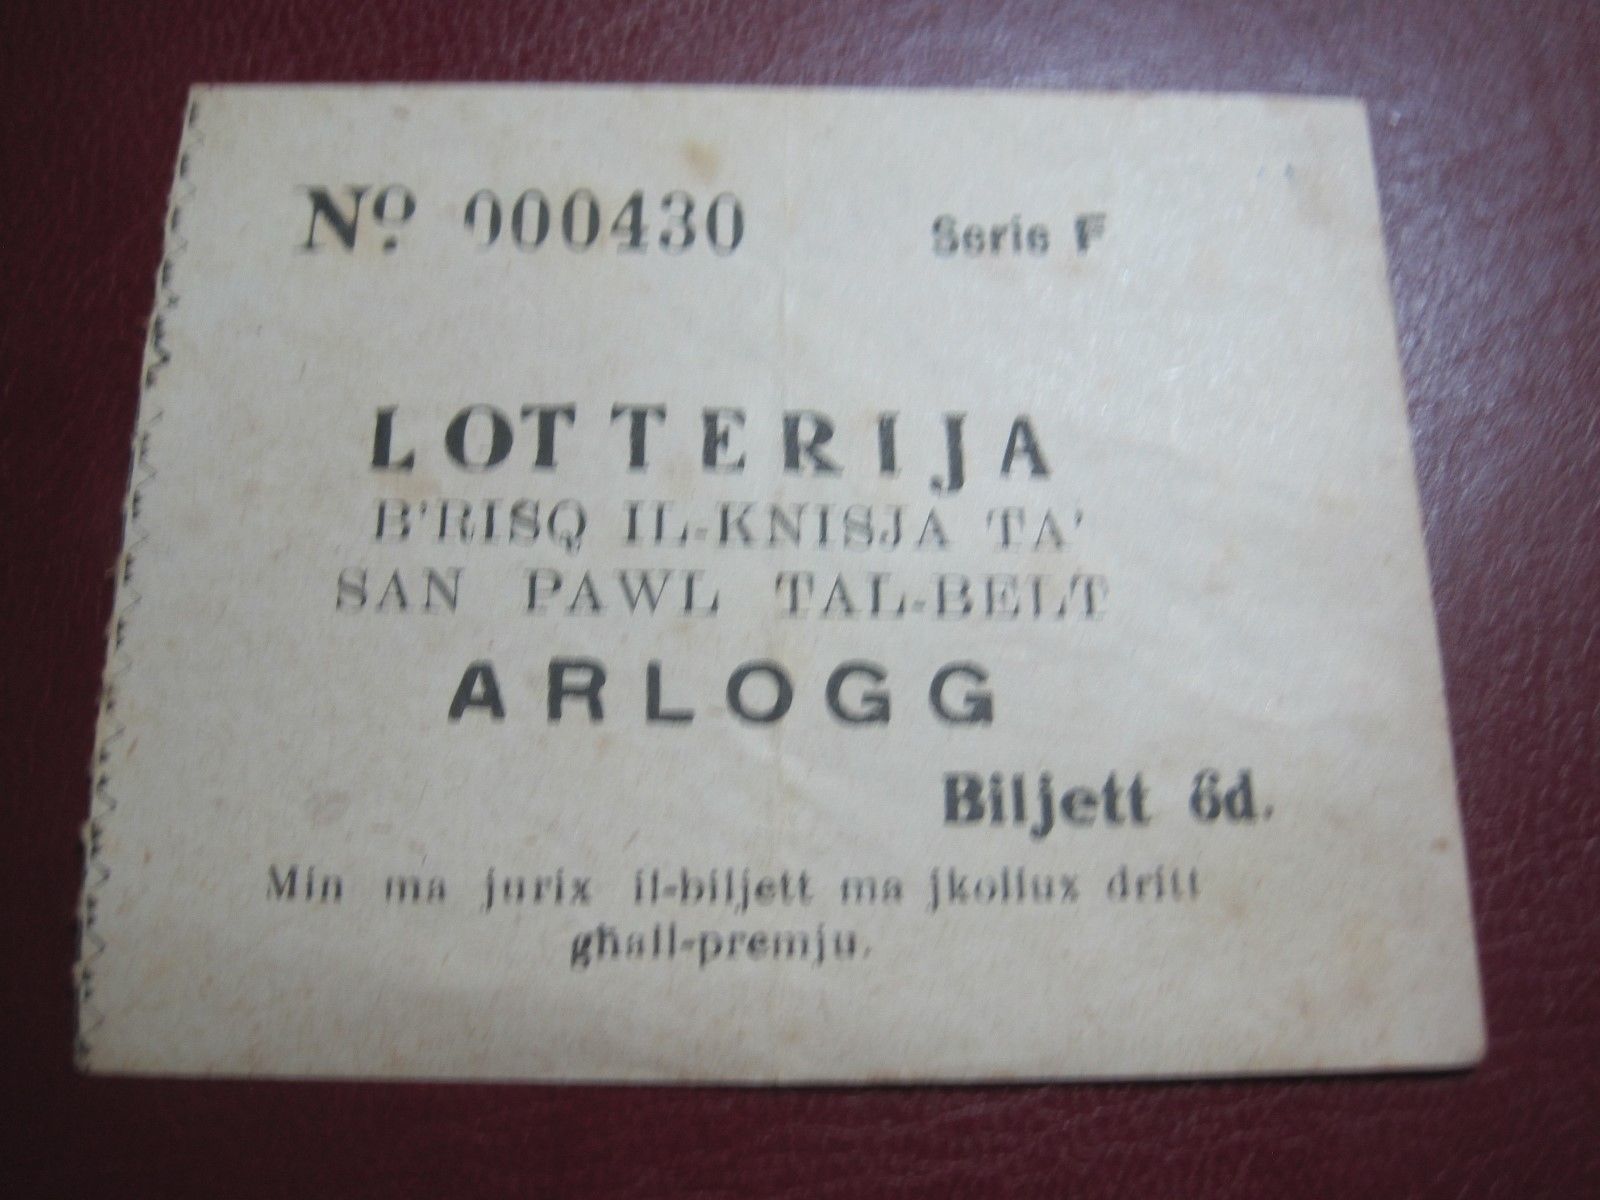 Nº. 000430 Serie F
LOTTERIJA
B'RISQ IL-KNISJA TA'
SAN PAWL TAL-BELT
ARLOGG
Biljett 6d.
Min ma jurix il-biljett ma jkollux dritt
għall-premju.